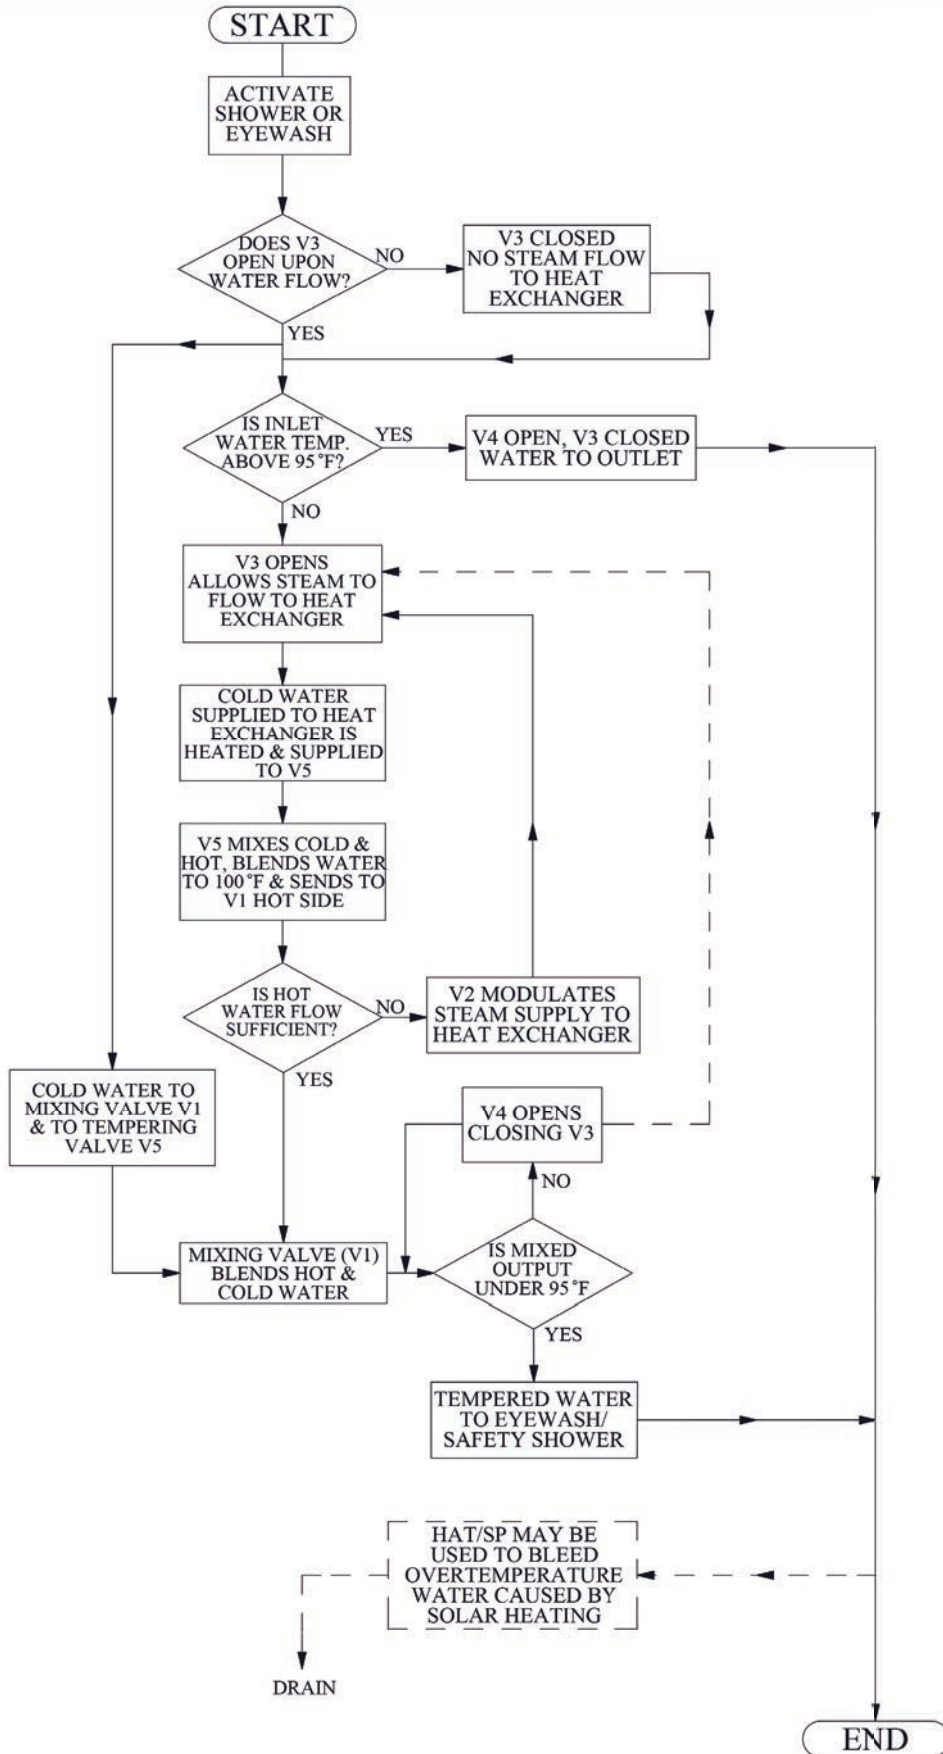 START
ACTIVATE
SHOWER OR
EYEWASH
DOES V3
OPEN UPON
WATER FLOW?
NO
V3 CLOSED
NO STEAM FLOW
TO HEAT
EXCHANGER
YES
IS INLET
WATER TEMP.
ABOVE 95°F?
YES
V4 OPEN, V3 CLOSED
WATER TO OUTLET
NO
V3 OPENS
ALLOWS STEAM TO
FLOW TO HEAT
EXCHANGER
COLD WATER
SUPPLIED TO HEAT
EXCHANGER IS
HEATED & SUPPLIED
TO V5
V5 MIXES COLD &
HOT, BLENDS WATER
TO 100°F & SENDS TO
V1 HOT SIDE
IS HOT
WATER FLOW
SUFFICIENT?
NO
V2 MODULATES
STEAM SUPPLY TO
HEAT EXCHANGER
YES
COLD WATER TO
MIXING VALVE V1
& TO TEMPERING
VALVE V5
V4 OPENS
CLOSING V3
NO
MIXING VALVE (V1)
BLENDS HOT &
COLD WATER
IS MIXED
OUTPUT
UNDER 95°F
YES
TEMPERED WATER
TO EYEWASH/
SAFETY SHOWER
HAT/SP MAY BE
USED TO BLEED
OVERTEMPERATURE
WATER CAUSED BY
SOLAR HEATING
DRAIN
END